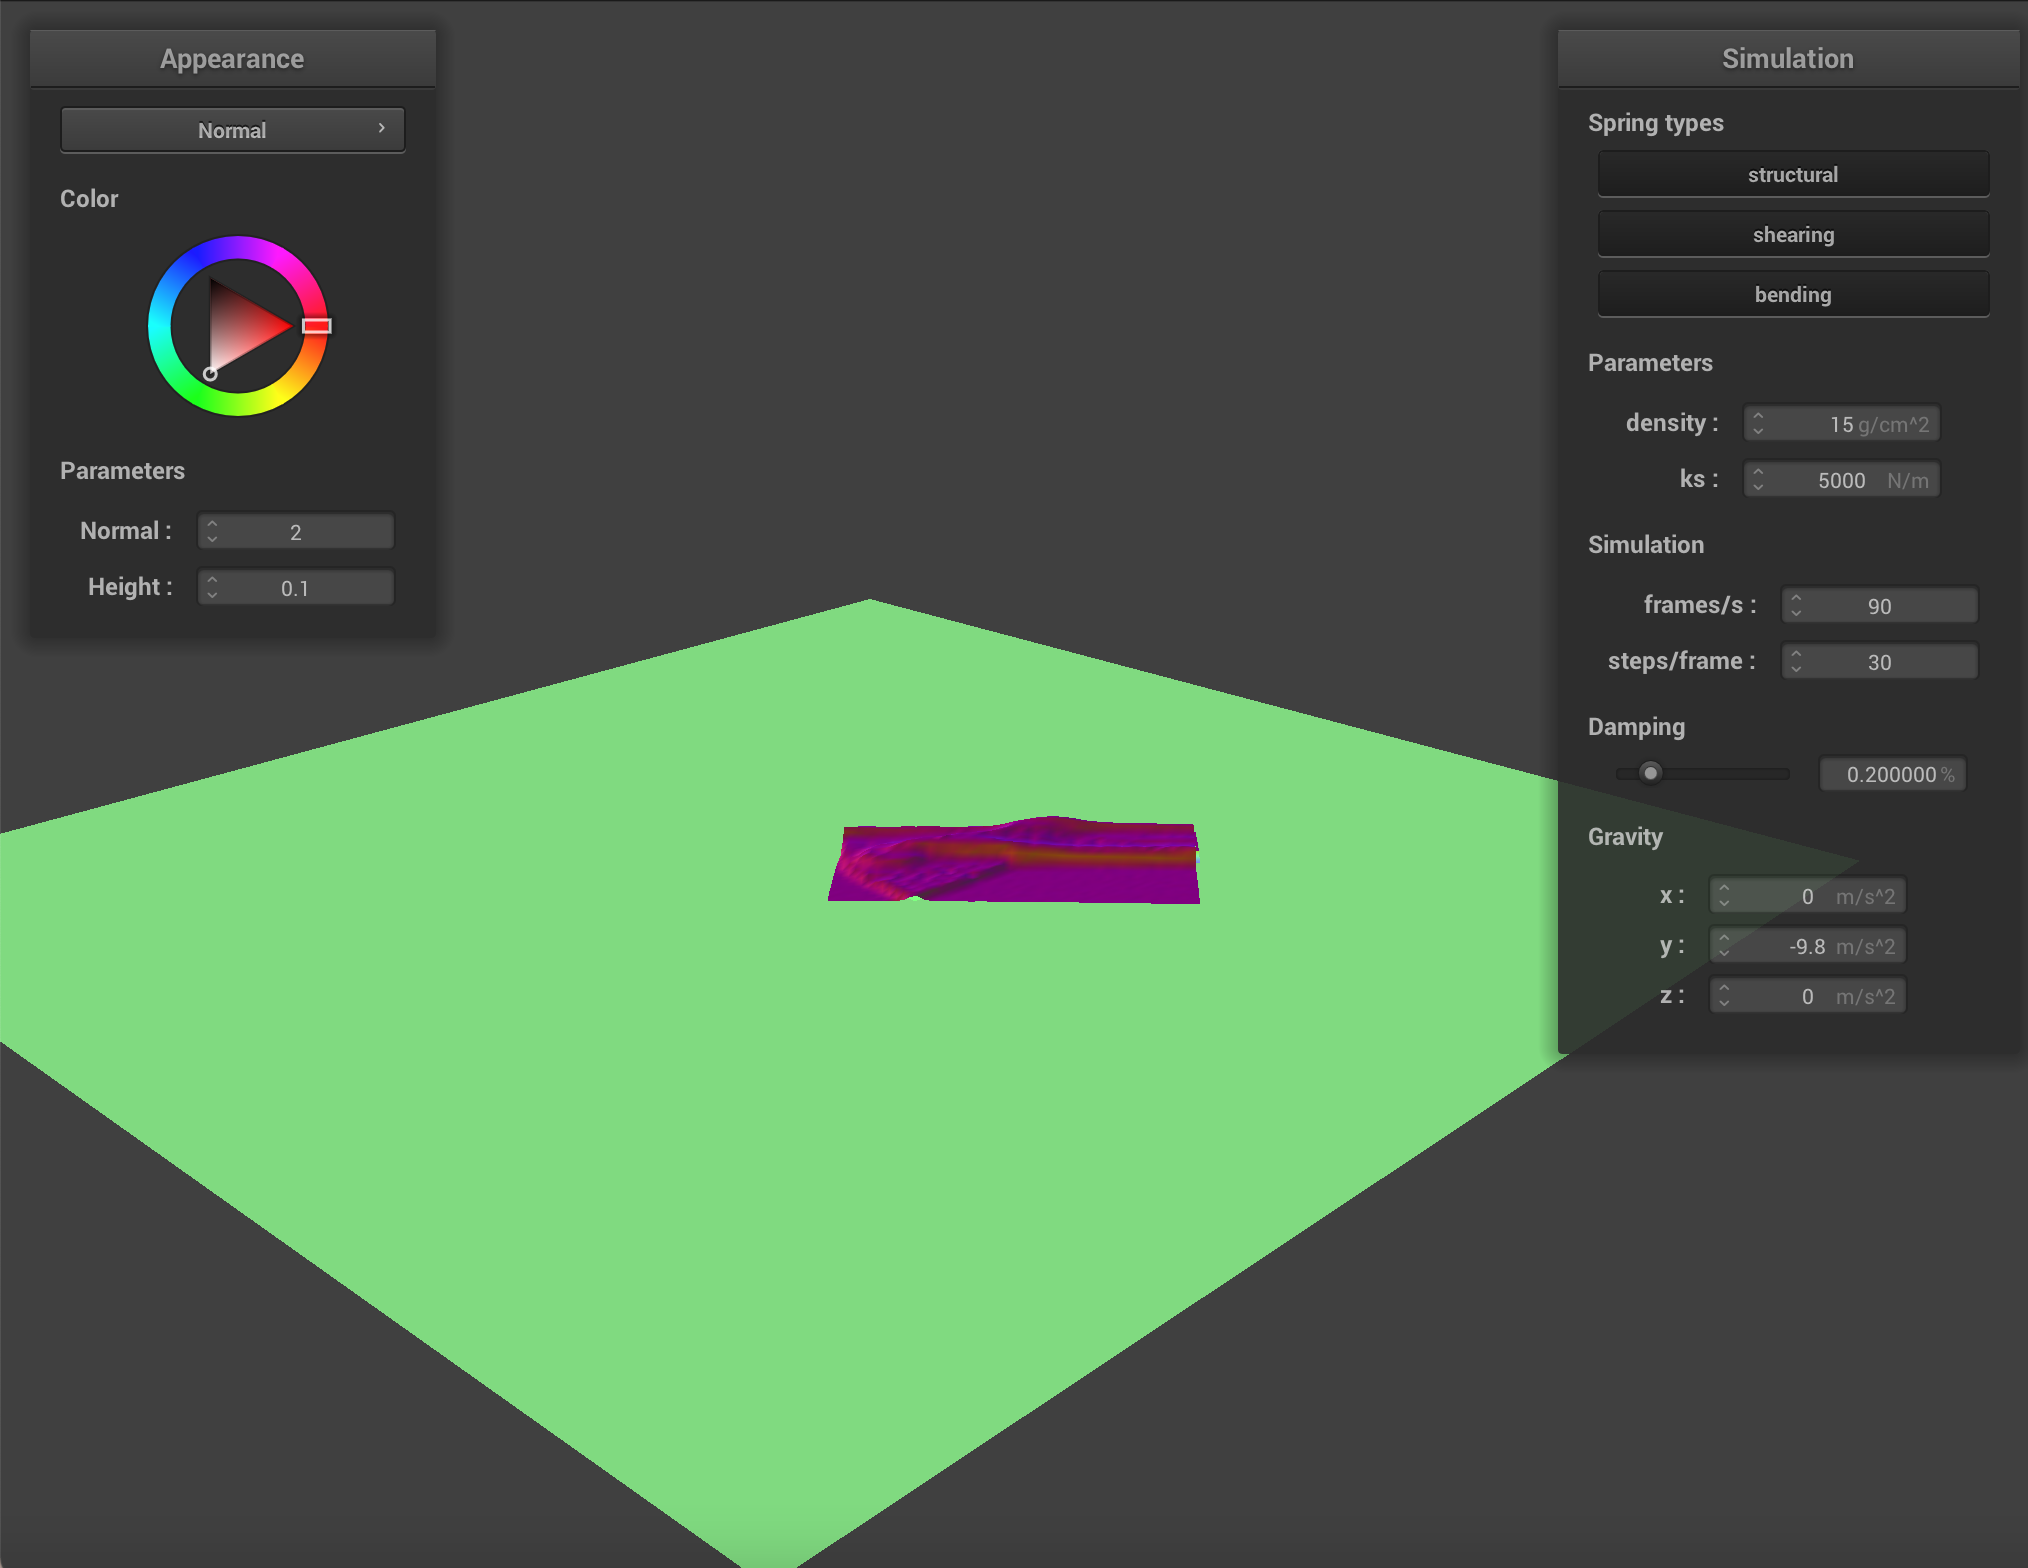 Appearance
Normal
Color
Parameters
Normal : 2
Height : 0.1
Simulation
Spring types
structural
shearing
bending
Parameters
density : 15 g/cm^2
ks : 5000 N/m
Simulation
frames/s : 90
steps/frame : 30
Damping
0.200000 %
Gravity
x : 0 m/s^2
y : -9.8 m/s^2
z : 0 m/s^2